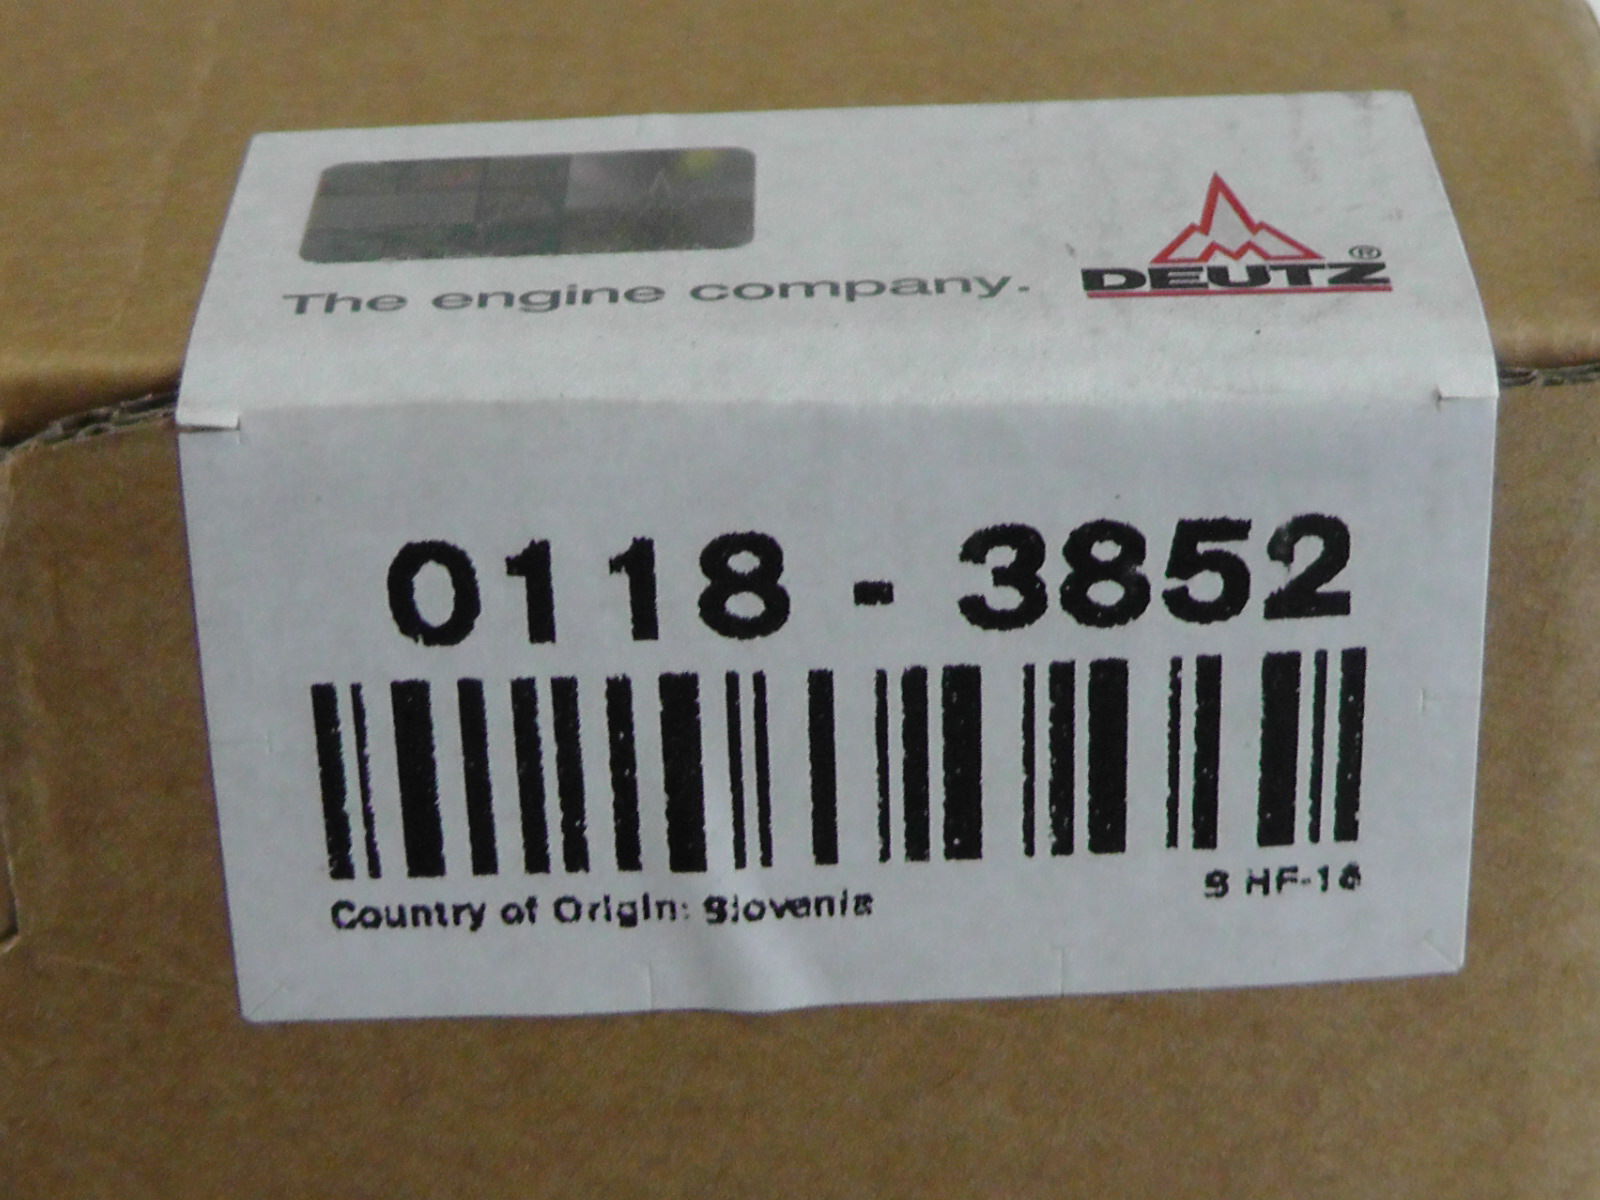 The engine company.
DEUTZ®
0118 - 3852
Country of Origin: Slovenia
S HF-16